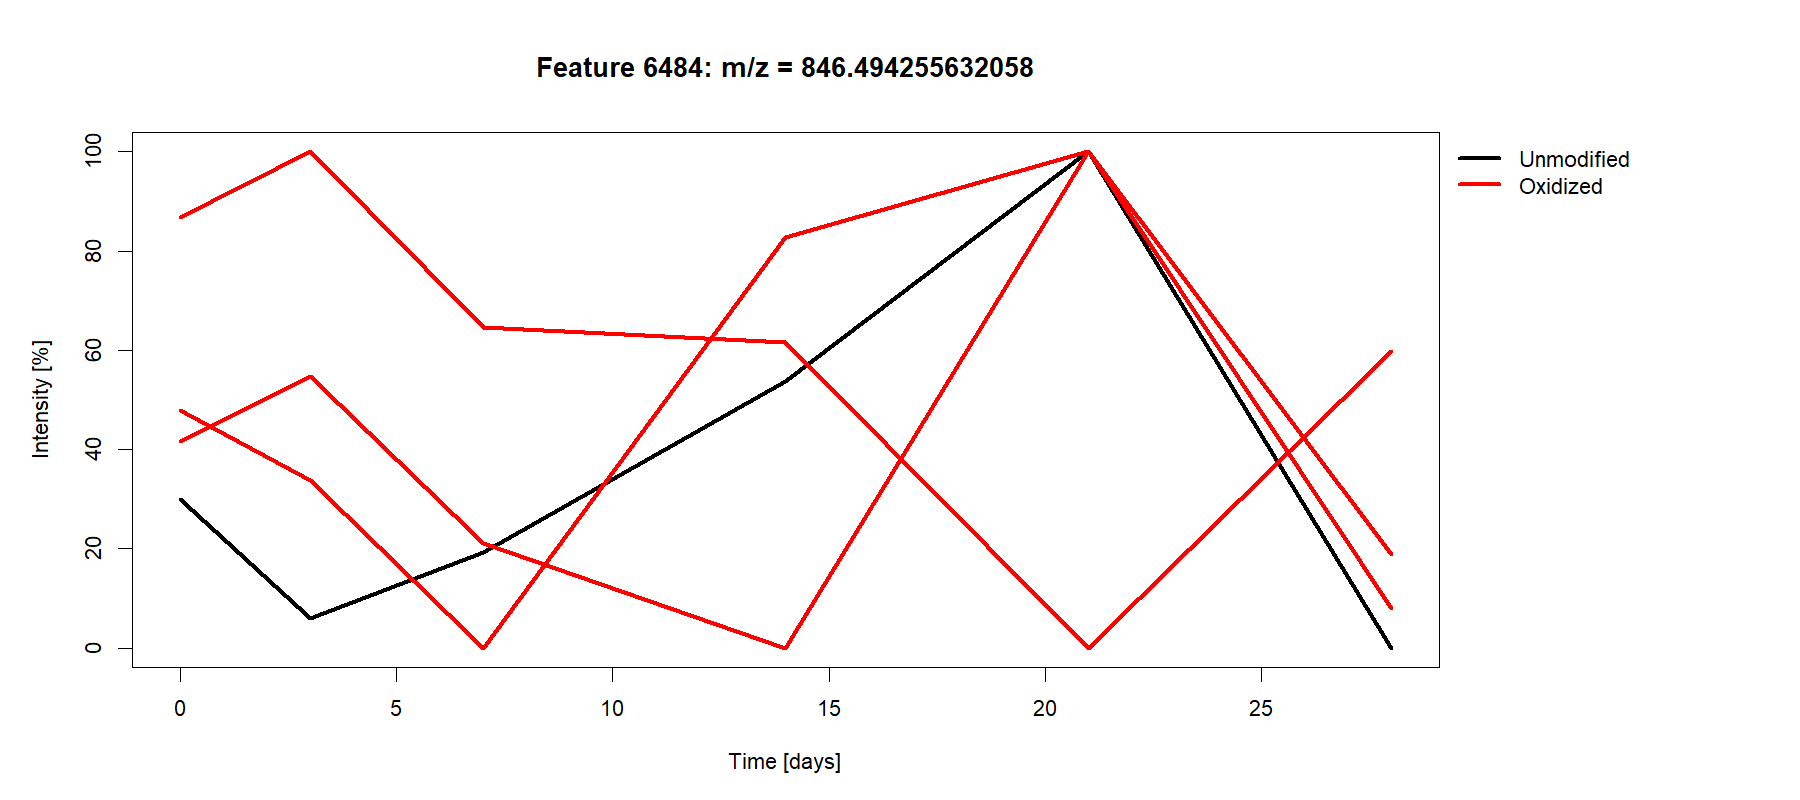 Feature 6484: m/z = 846.494255632058
Unmodified
Oxidized
Intensity [%]
100
80
60
40
20
0
0 5 10 15 20 25
Time [days]